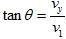 tan θ = v_y / v_1